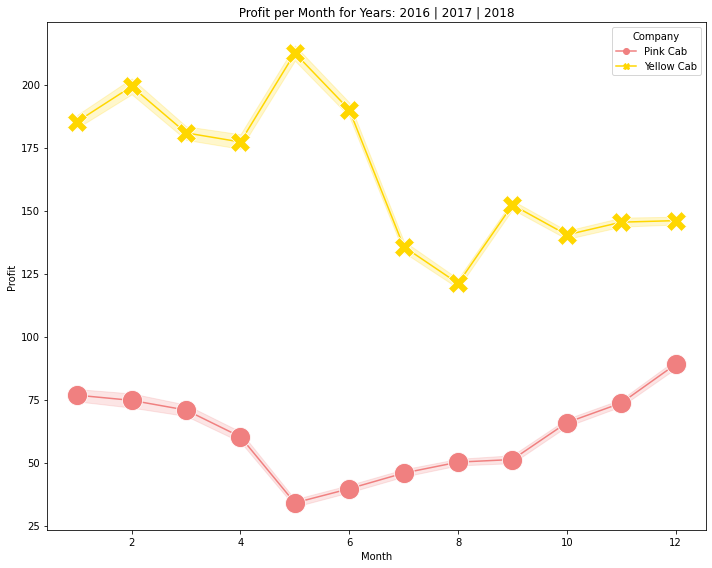 Profit per Month for Years: 2016 | 2017 | 2018
Company
Pink Cab
Yellow Cab
200
175
150
125
100
75
50
25
Profit
2 4 6 8 10 12
Month